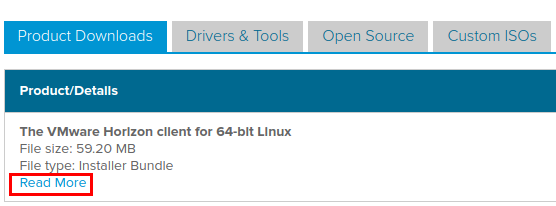 Product Downloads
Drivers & Tools
Open Source
Custom ISOs
Product/Details
The VMware Horizon client for 64-bit Linux
File size: 59.20 MB
File type: Installer Bundle
Read More